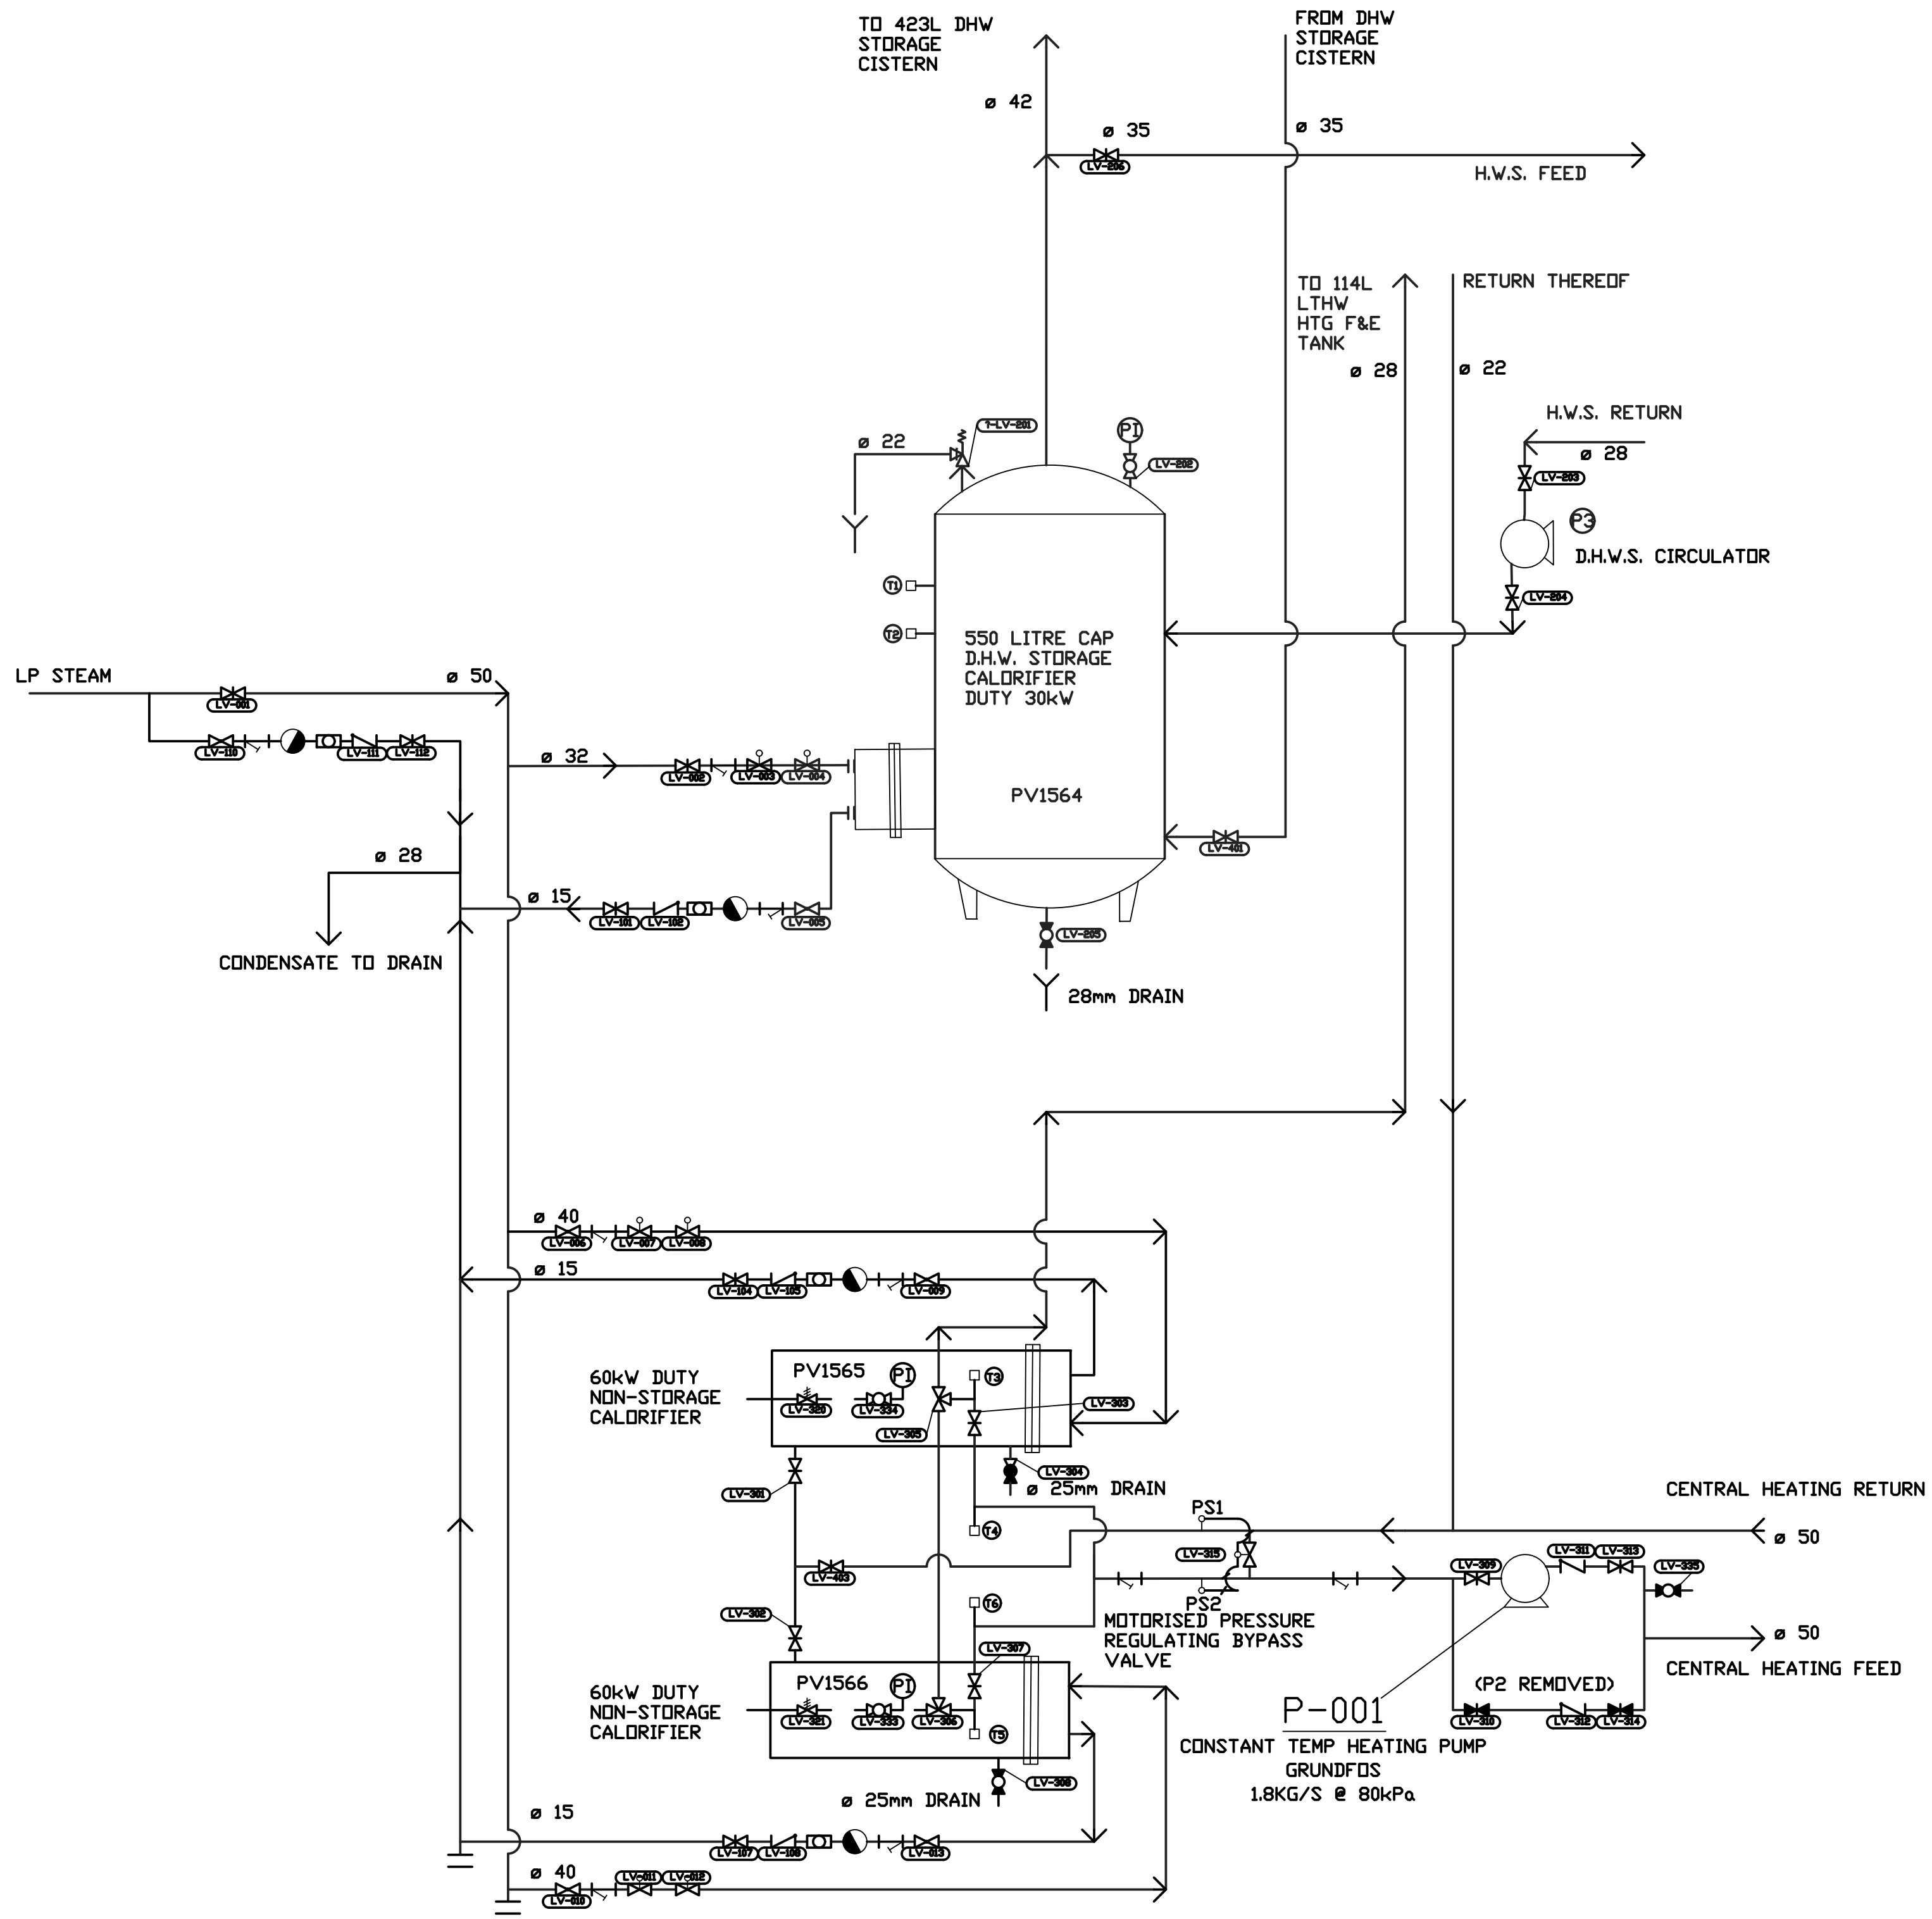 TO 423L DHW
STORAGE
CISTERN
FROM DHW
STORAGE
CISTERN
ø 42
ø 35
ø 35
LV-206
H.W.S. FEED
TO 114L
LTHW
HTG F&E
TANK
RETURN THEREOF
ø 28
ø 22
H.W.S. RETURN
ø 28
?-LV-201
PI
ø 22
LV-202
LV-203
P3
D.H.W.S. CIRCULATOR
T1
LV-204
T2
550 LITRE CAP
D.H.W. STORAGE
CALORIFIER
DUTY 30kW
LP STEAM
ø 50
LV-001
LV-110
LV-111
LV-112
ø 32
LV-002
LV-003
LV-004
PV1564
LV-401
ø 28
ø 15
LV-101
LV-102
LV-005
LV-205
CONDENSATE TO DRAIN
28mm DRAIN
ø 40
LV-006
LV-007
LV-008
ø 15
LV-104
LV-105
LV-009
60kW DUTY
NON-STORAGE
CALORIFIER
PV1565
PI
T3
LV-320
LV-334
LV-303
LV-305
LV-304
ø 25mm DRAIN
LV-301
CENTRAL HEATING RETURN
ø 50
PS1
T4
LV-315
LV-403
LV-309
LV-311
LV-313
LV-335
T6
PS2
LV-302
MOTORISED PRESSURE
REGULATING BYPASS
VALVE
ø 50
CENTRAL HEATING FEED
LV-307
60kW DUTY
NON-STORAGE
CALORIFIER
PV1566
PI
LV-321
LV-333
LV-306
T5
(P2 REMOVED)
LV-310
LV-312
LV-314
P-001
CONSTANT TEMP HEATING PUMP
GRUNDFOS
1.8KG/S @ 80kPa
LV-308
ø 25mm DRAIN
ø 15
LV-107
LV-108
LV-013
ø 40
LV-011
LV-012
LV-010